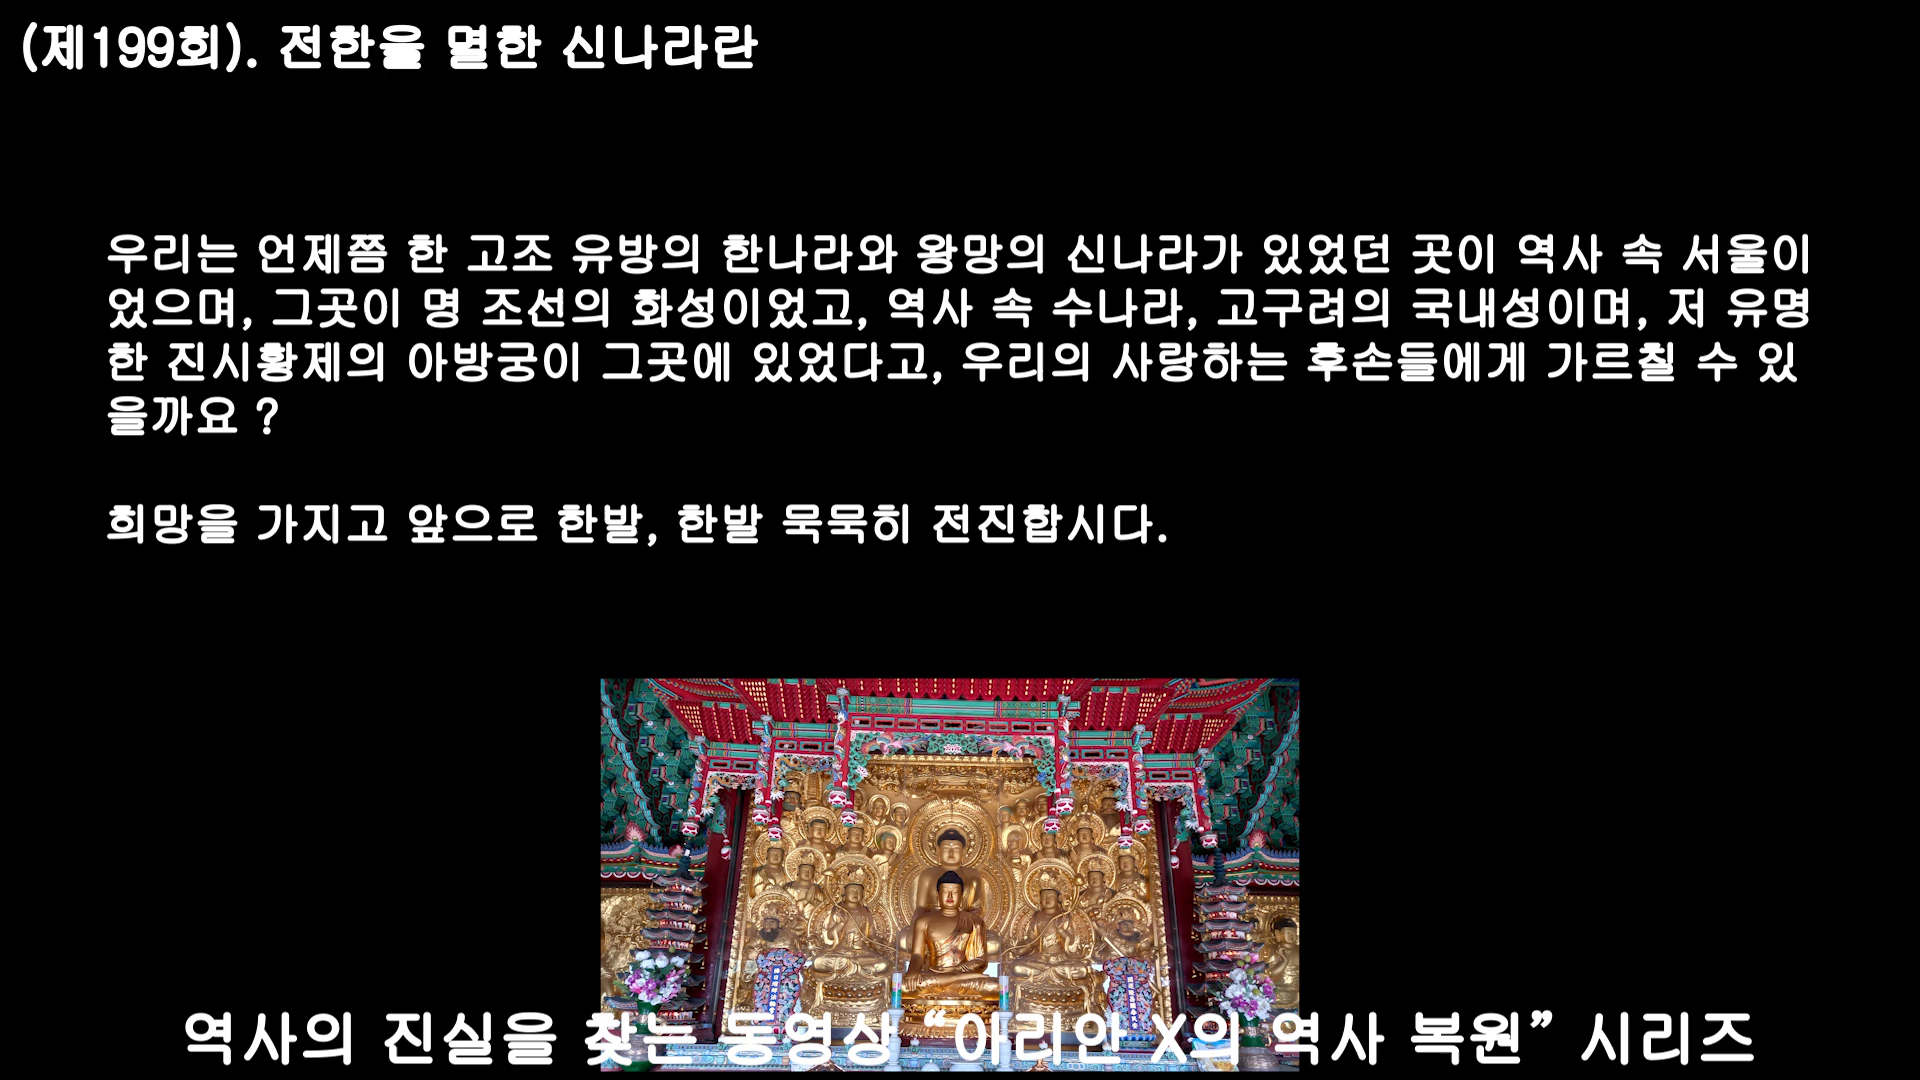 (제199회). 전한을 멸한 신나라란
우리는 언제쯤 한 고조 유방의 한나라와 왕망의 신나라가 있었던 곳이 역사 속 서울이
었으며, 그곳이 명 조선의 화성이었고, 역사 속 수나라, 고구려의 국내성이며, 저 유명
한 진시황제의 아방궁이 그곳에 있었다고, 우리의 사랑하는 후손들에게 가르칠 수 있
을까요 ?
희망을 가지고 앞으로 한발, 한발 묵묵히 전진합시다.
역사의 진실을 찾는 동영상 “아리안 X의 역사 복원” 시리즈